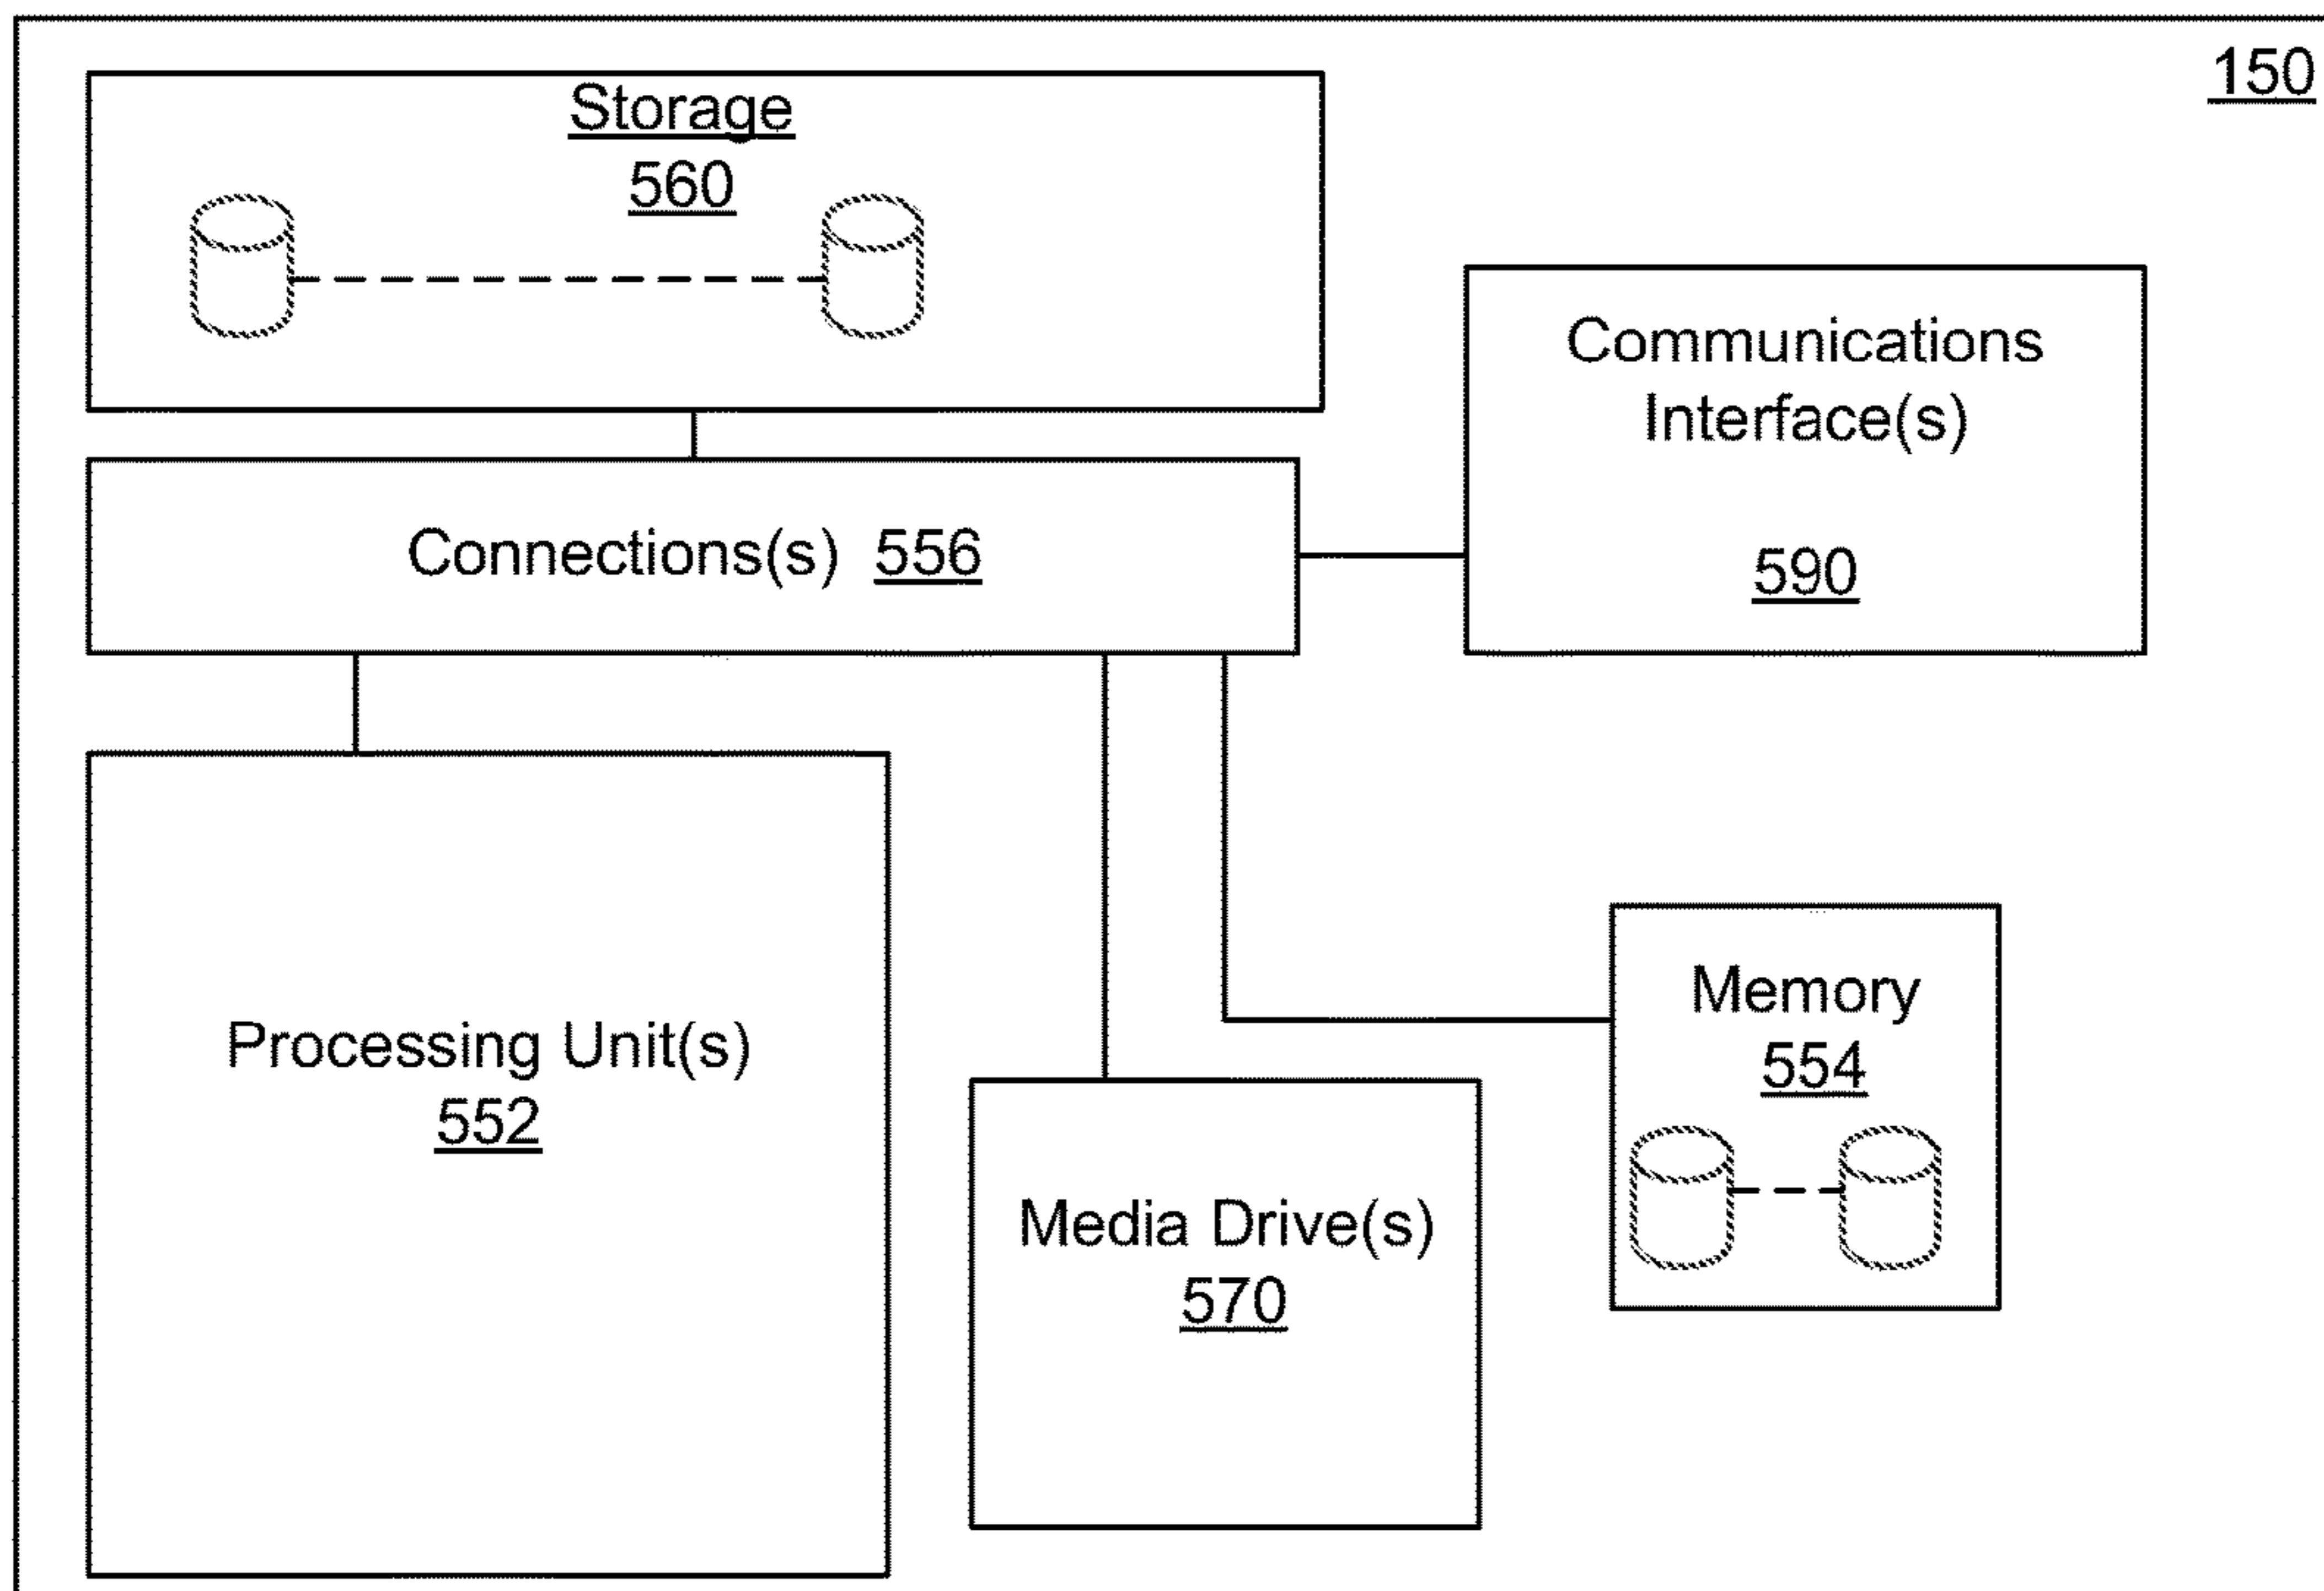 150
Storage
560
Communications
Interface(s)
590
Connections(s) 556
Processing Unit(s)
552
Memory
554
Media Drive(s)
570